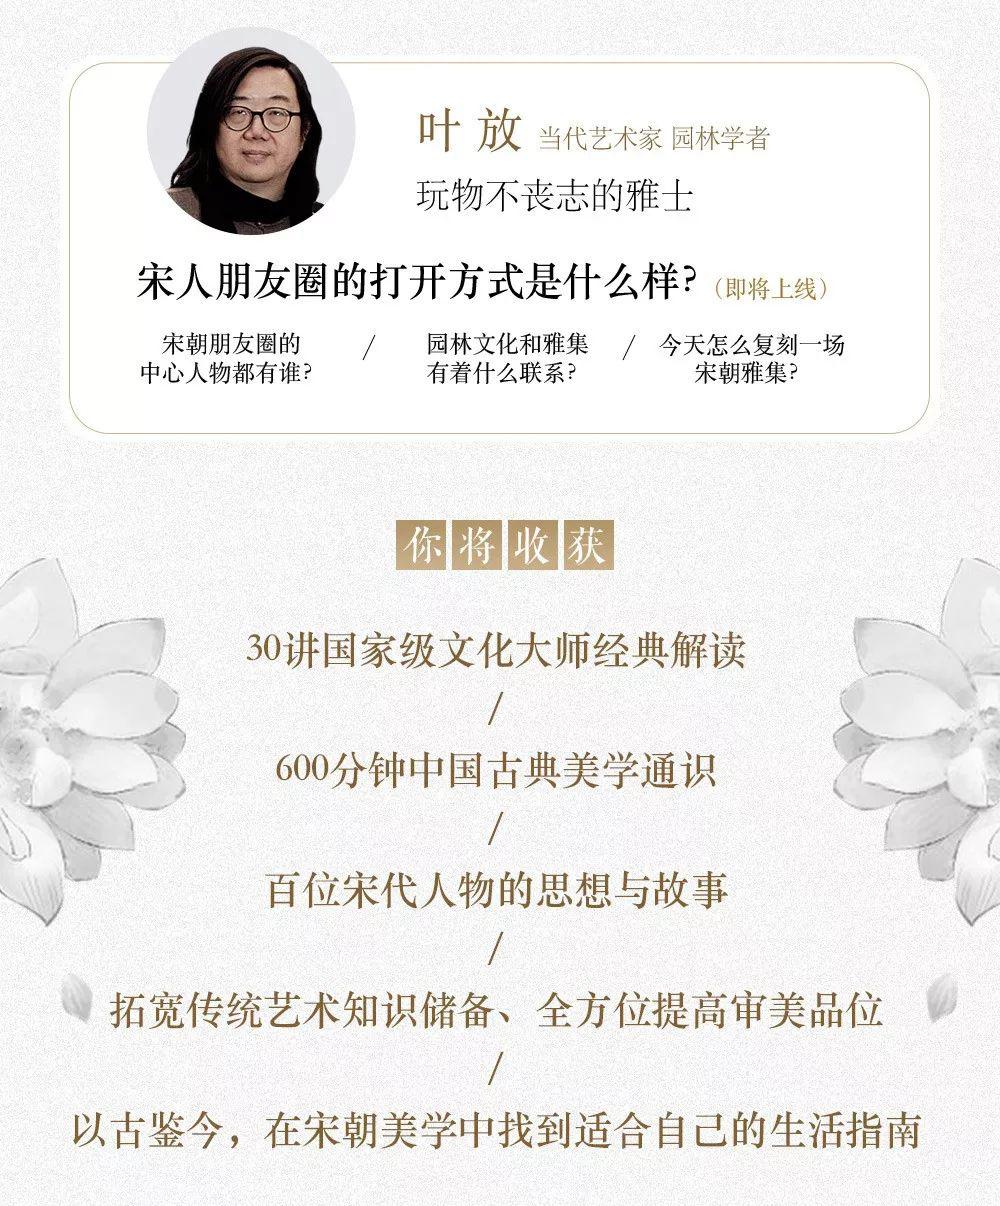 叶放 当代艺术家 园林学者
玩物不丧志的雅士
宋人朋友圈的打开方式是什么样?（即将上线）
宋朝朋友圈的
中心人物都有谁?
/
园林文化和雅集
有着什么联系?
/
今天怎么复刻一场
宋朝雅集?
你将收获
30讲国家级文化大师经典解读
/
600分钟中国古典美学通识
/
百位宋代人物的思想与故事
/
拓宽传统艺术知识储备、全方位提高审美品位
/
以古鉴今，在宋朝美学中找到适合自己的生活指南